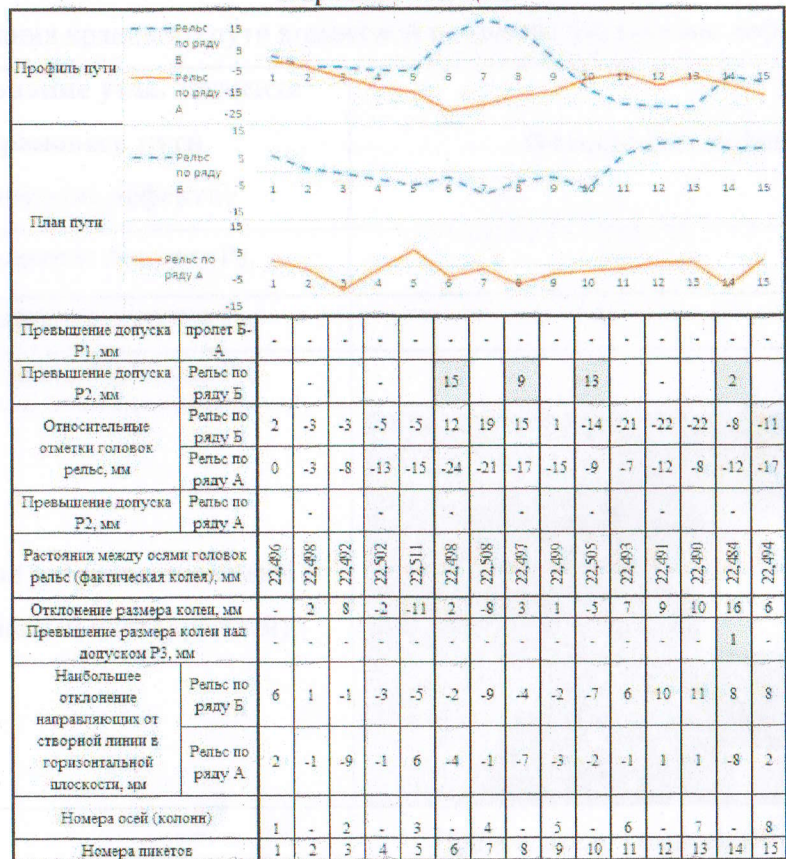 Профиль пути
Рельс по ряду В
Рельс по ряду А
15
5
-5
-15
-25
1 2 3 4 5 6 7 8 9 10 11 12 13 14 15
План пути
Рельс по ряду Б
15
5
-5
-15
1 2 3 4 5 6 7 8 9 10 11 12 13 14 15
Рельс по ряду А
15
5
-5
-15
1 2 3 4 5 6 7 8 9 10 11 12 13 14 15
Превышение допуска Р1, мм пролет Б-А - - - - - - - - - - - - - - -
Превышение допуска Р2, мм Рельс по ряду Б - - 15 9 13 - 2
Относительные отметки головок рельс, мм Рельс по ряду Б 2 -3 -3 -5 -5 12 19 15 1 -14 -21 -22 -22 -8 -11
Рельс по ряду А 0 -3 -8 -13 -15 -24 -21 -17 -15 -9 -7 -12 -8 -12 -17
Превышение допуска Р2, мм Рельс по ряду А - - - - - - -
Растояния между осями головок рельс (фактическая колея), мм 22,496 22,498 22,492 22,502 22,511 22,498 22,508 22,497 22,499 22,505 22,493 22,491 22,490 22,484 22,494
Отклонение размера колеи, мм - 2 8 -2 -11 2 -8 3 1 -5 7 9 10 16 6
Превышение размера колеи над допуском Р3, мм - - - - - - - - - - - - - 1 -
Наибольшее отклонение направляющих от створной линии в горизонтальной плоскости, мм Рельс по ряду Б 6 1 -1 -3 -5 -2 -9 -4 -2 -7 6 10 11 8 8
Рельс по ряду А 2 -1 -9 -1 6 -4 -1 -7 -3 -2 -1 1 1 -8 2
Номера осей (колонн) 1 - 2 - 3 - 4 - 5 - 6 - 7 - 8
Номера пикетов 1 2 3 4 5 6 7 8 9 10 11 12 13 14 15